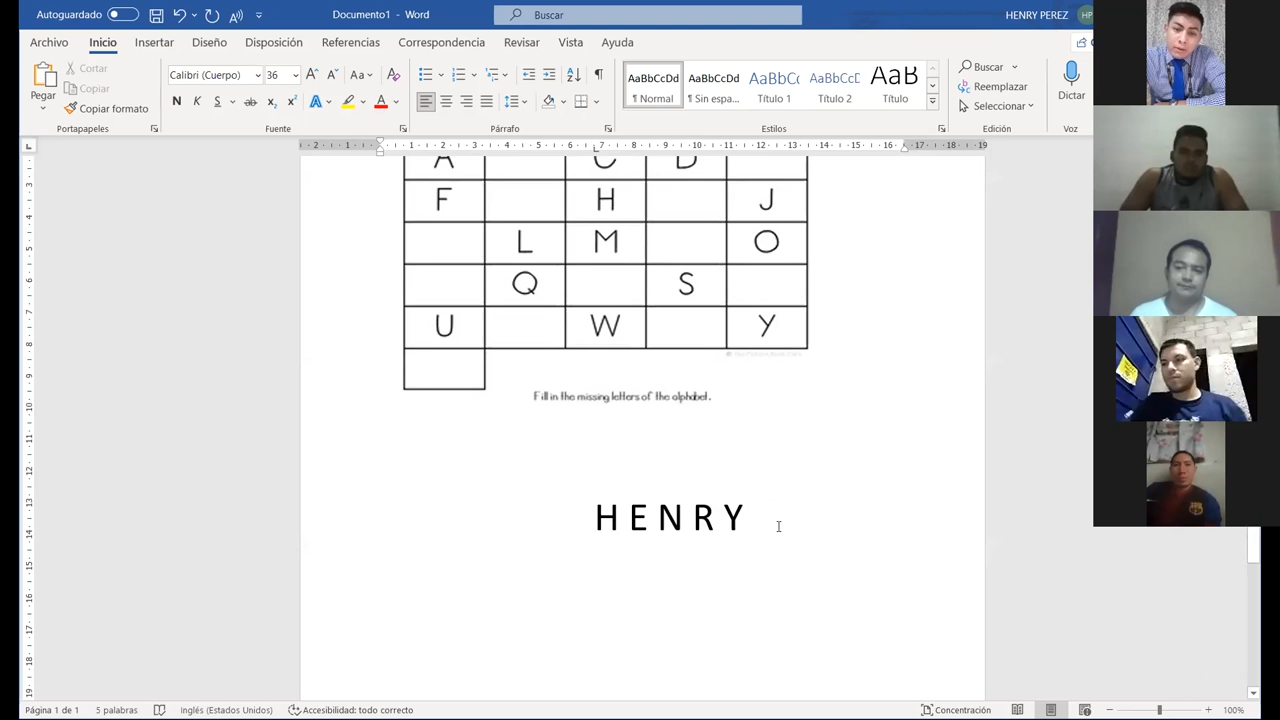 Autoguardado Documento1 - Word Buscar HENRY PEREZ HP
Archivo Inicio Insertar Diseño Disposición Referencias Correspondencia Revisar Vista Ayuda
Pegar
Cortar
Copiar
Copiar formato
Portapapeles
Calibri (Cuerpo) 36
Fuente
Párrafo
AaBbCcDd AaBbCcDd AaBbCc AaBbCcD AaB
¶ Normal ¶ Sin espa... Título 1 Título 2 Título
Estilos
Buscar
Reemplazar
Seleccionar
Edición
Dictar
Voz
A C D
F H J
L M O
Q S
U W Y
Fill in the missing letters of the alphabet.
H E N R Y
Página 1 de 1 5 palabras Inglés (Estados Unidos) Accesibilidad: todo correcto Concentración 100%